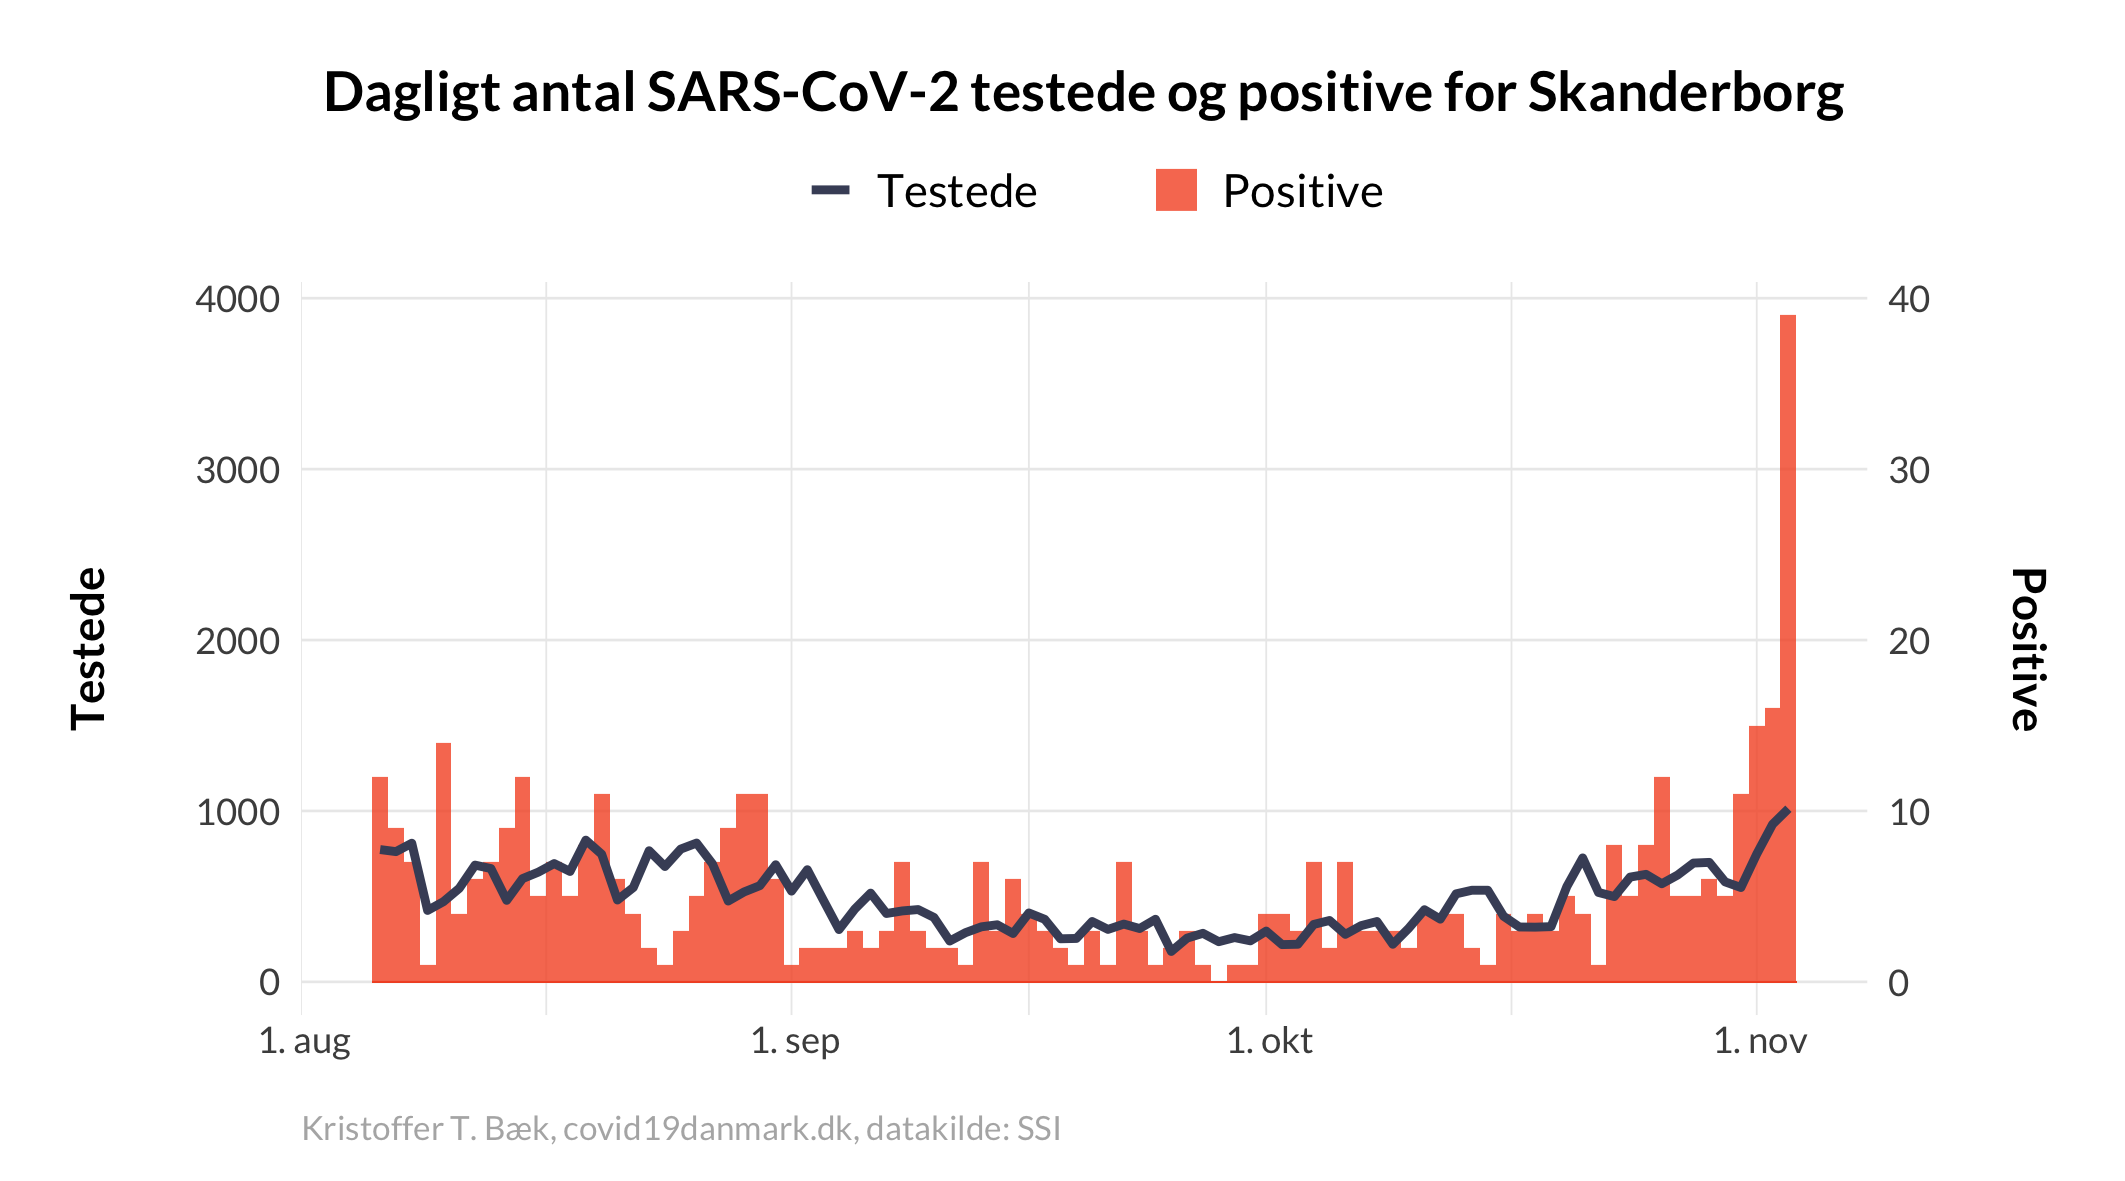 Dagligt antal SARS-CoV-2 testede og positive for Skanderborg
Testede Positive
4000 40
3000 30
2000 20
1000 10
0 0
Testede
Positive
1. aug 1. sep 1. okt 1. nov
Kristoffer T. Bæk, covid19danmark.dk, datakilde: SSI